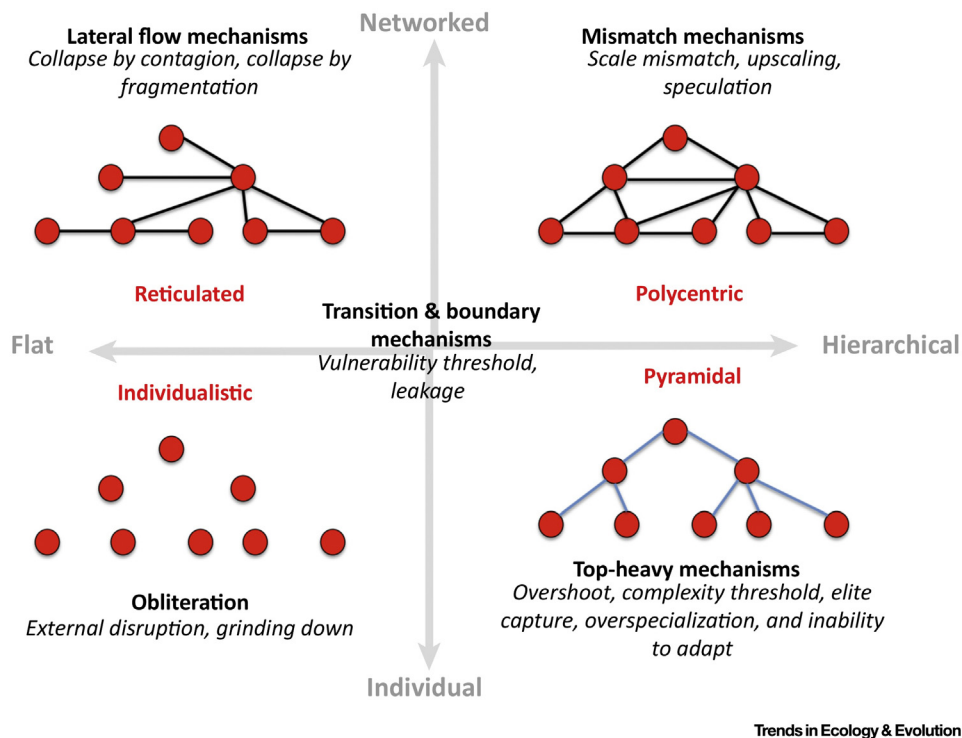 Networked
Lateral flow mechanisms
Collapse by contagion, collapse by
fragmentation
Mismatch mechanisms
Scale mismatch, upscaling,
speculation
Reticulated
Polycentric
Transition & boundary
mechanisms
Vulnerability threshold,
leakage
Flat
Hierarchical
Individualistic
Pyramidal
Obliteration
External disruption, grinding down
Top-heavy mechanisms
Overshoot, complexity threshold, elite
capture, overspecialization, and inability
to adapt
Individual
Trends in Ecology & Evolution